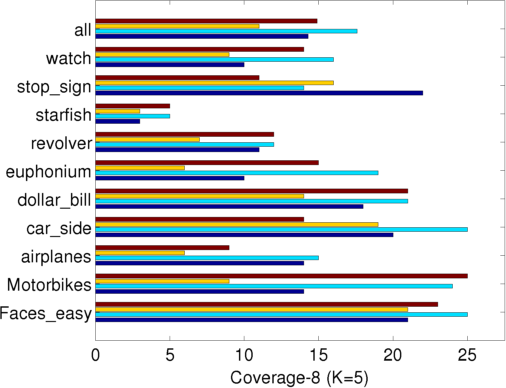 all
watch
stop_sign
starfish
revolver
euphonium
dollar_bill
car_side
airplanes
Motorbikes
Faces_easy
0 5 10 15 20 25
Coverage-8 (K=5)